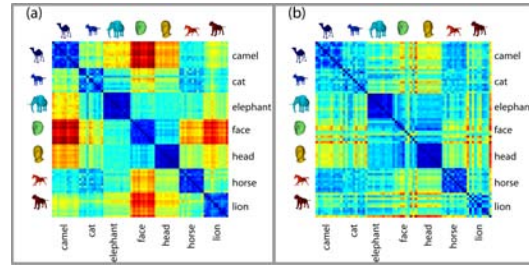 (a)
camel
cat
elephant
face
head
horse
lion
camel
cat
elephant
face
head
horse
lion
(b)
camel
cat
elephant
face
head
horse
lion
camel
cat
elephant
face
head
horse
lion